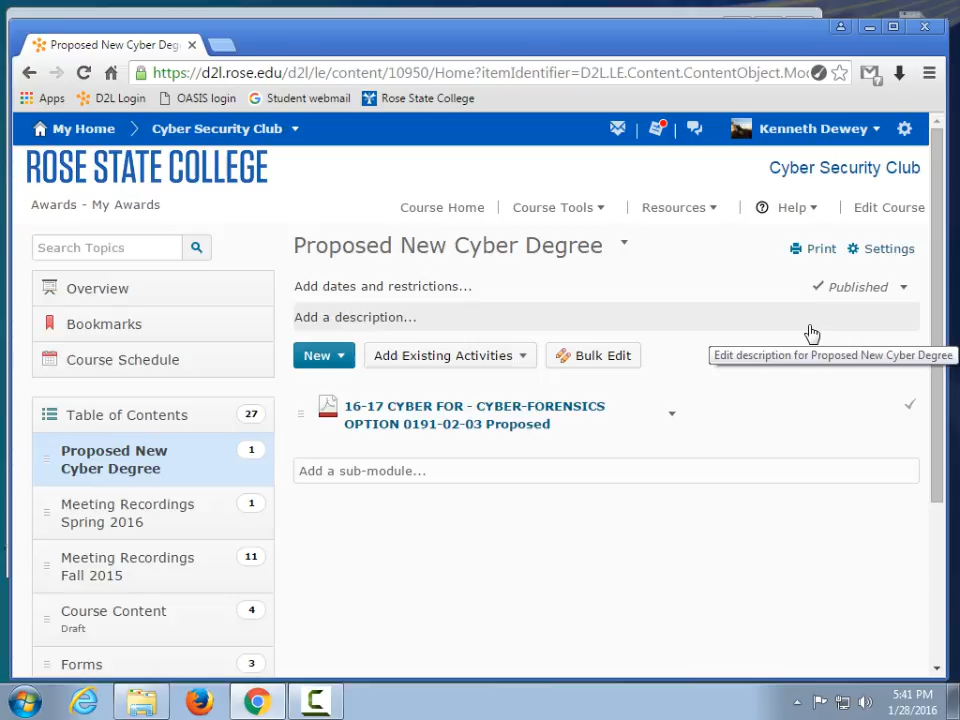 Proposed New Cyber Deg
https://d2l.rose.edu/d2l/le/content/10950/Home?itemIdentifier=D2L.LE.Content.ContentObject.Moc
Apps D2L Login OASIS login Student webmail Rose State College
My Home Cyber Security Club Kenneth Dewey
ROSE STATE COLLEGE
Cyber Security Club
Awards - My Awards
Course Home Course Tools Resources Help Edit Course
Search Topics
Proposed New Cyber Degree
Print Settings
Overview
Add dates and restrictions...
Published
Bookmarks
Add a description...
Course Schedule
New Add Existing Activities Bulk Edit
Edit description for Proposed New Cyber Degree
Table of Contents 27
16-17 CYBER FOR - CYBER-FORENSICS
OPTION 0191-02-03 Proposed
Proposed New
Cyber Degree
1
Add a sub-module...
Meeting Recordings
Spring 2016
1
Meeting Recordings
Fall 2015
11
Course Content 4
Draft
Forms 3
5:41 PM
1/28/2016